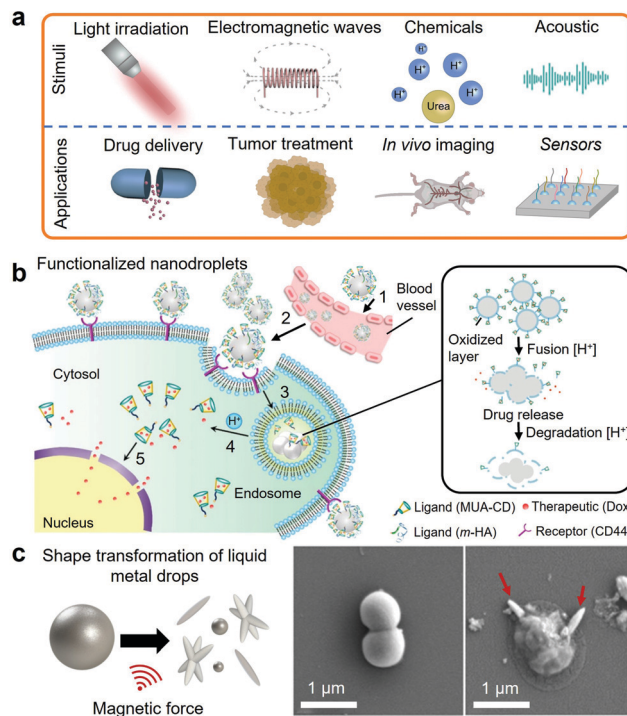 a
Light irradiation
Electromagnetic waves
Chemicals
Acoustic
Stimuli
H⁺
H⁺
H⁺
H⁺
H⁺
H⁺
Urea
Applications
Drug delivery
Tumor treatment
In vivo imaging
Sensors
b
Functionalized nanodroplets
1
2
Blood
vessel
Cytosol
3
H⁺
4
5
Endosome
Nucleus
Oxidized
layer
Fusion [H⁺]
Drug release
Degradation [H⁺]
Ligand (MUA-CD)
Therapeutic (Dox
Ligand (m-HA)
Receptor (CD44
c
Shape transformation of liquid
metal drops
Magnetic force
1 μm
1 μm